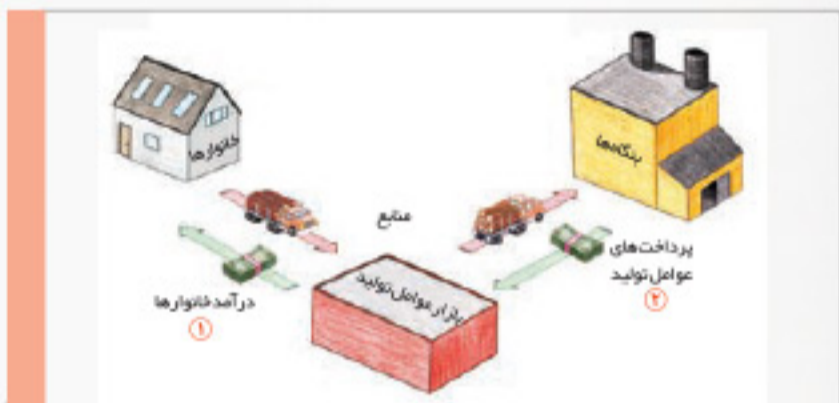 خانوارها
بنگاه‌ها
منابع
پرداخت‌های
عوامل تولید
۲
بازار عوامل تولید
درآمد خانوارها
۱